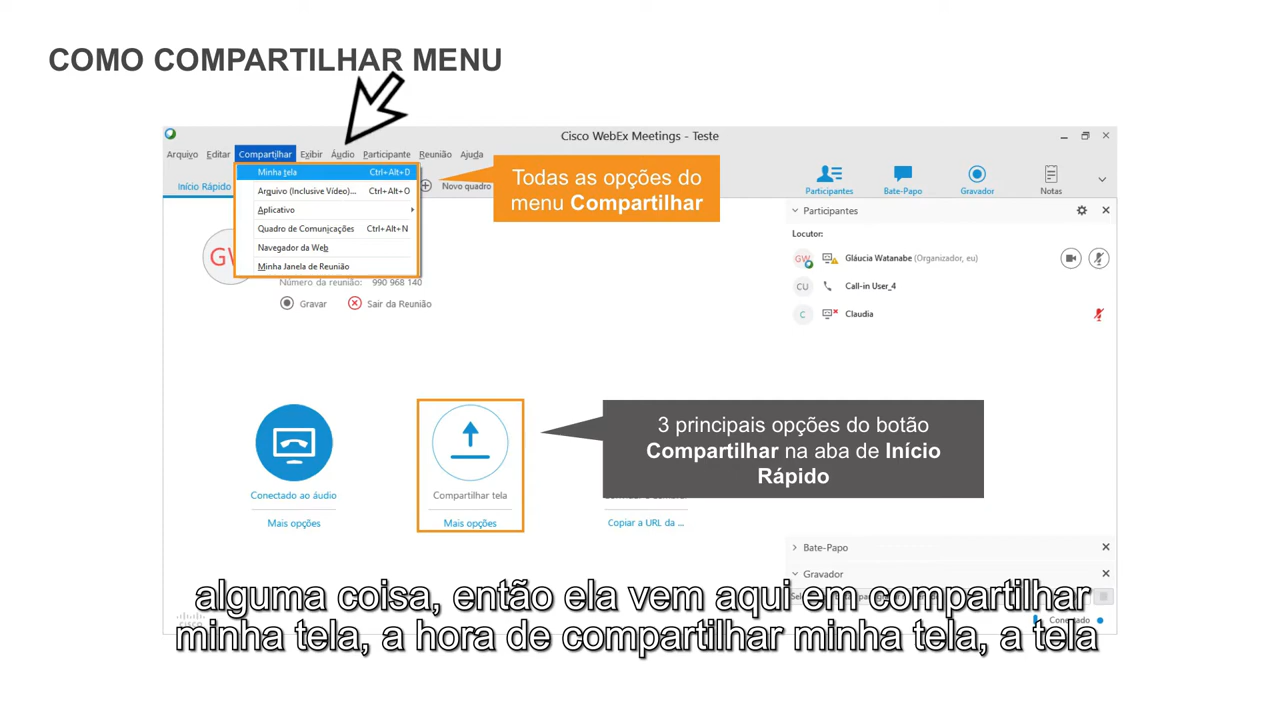 COMO COMPARTILHAR MENU
Cisco WebEx Meetings - Teste
Arquivo Editar Compartilhar Exibir Áudio Participante Reunião Ajuda
Minha tela Ctrl+Alt+D
Arquivo (Inclusive Vídeo)... Ctrl+Alt+O
Aplicativo
Quadro de Comunicações Ctrl+Alt+N
Navegador da Web
Minha Janela de Reunião
Início Rápido
Novo quadro
Todas as opções do
menu Compartilhar
Participantes Bate-Papo Gravador Notas
Participantes
Locutor:
GW Gláucia Watanabe (Organizador, eu)
CU Call-in User_4
C Claudia
Número da reunião: 990 968 140
Gravar Sair da Reunião
3 principais opções do botão
Compartilhar na aba de Início
Rápido
Conectado ao áudio
Mais opções
Compartilhar tela
Mais opções
Copiar a URL da ...
Bate-Papo
Gravador
Conectado
alguma coisa, então ela vem aqui em compartilhar
minha tela, a hora de compartilhar minha tela, a tela